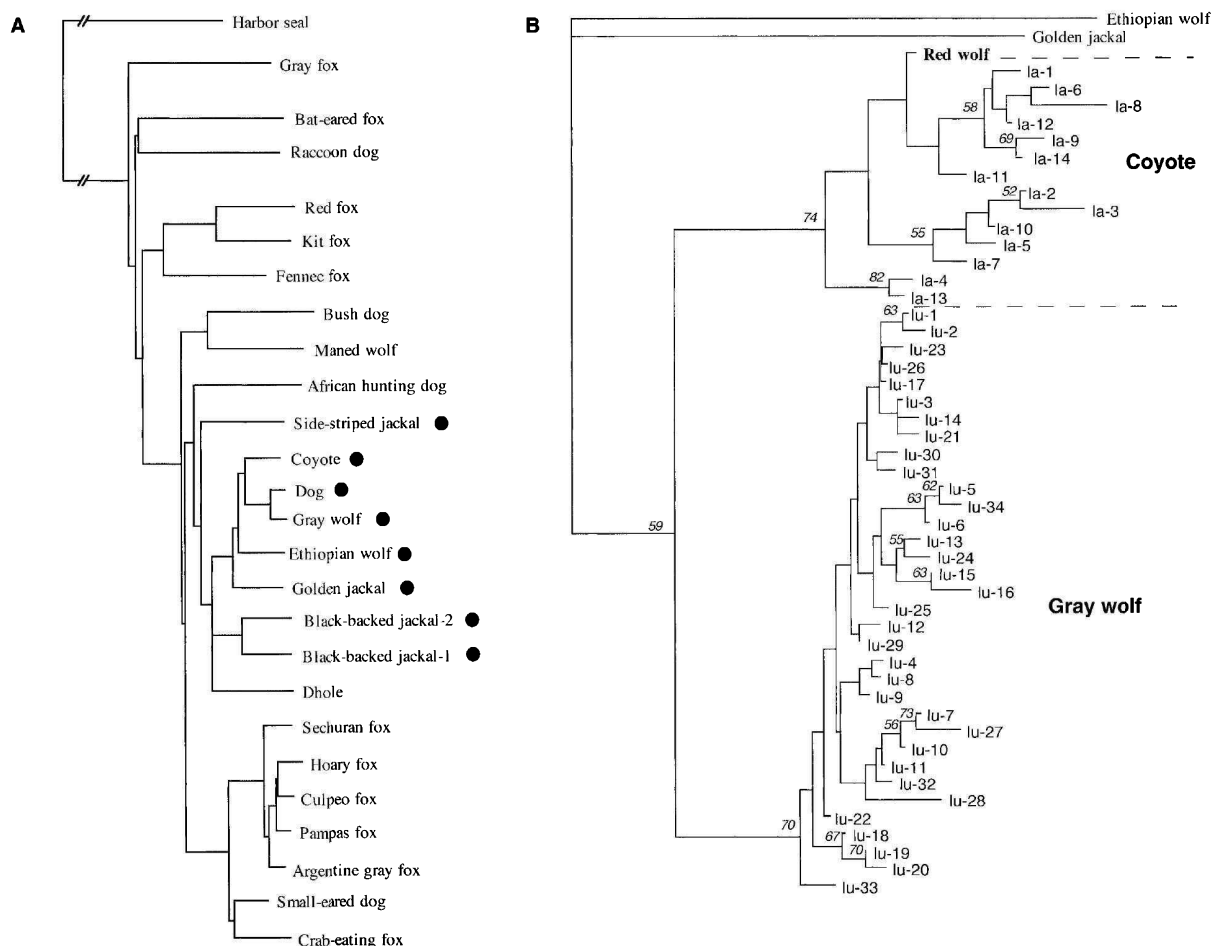 A
Harbor seal
Gray fox
Bat-eared fox
Raccoon dog
Red fox
Kit fox
Fennec fox
Bush dog
Maned wolf
African hunting dog
Side-striped jackal
Coyote
Dog
Gray wolf
Ethiopian wolf
Golden jackal
Black-backed jackal-2
Black-backed jackal-1
Dhole
Sechuran fox
Hoary fox
Culpeo fox
Pampas fox
Argentine gray fox
Small-eared dog
Crab-eating fox
B
Ethiopian wolf
Golden jackal
Red wolf
la-1
la-6
la-8
58
la-12
69
la-9
la-14
Coyote
la-11
52
la-2
la-3
74
55
la-10
la-5
la-7
82
la-4
la-13
63
lu-1
lu-2
lu-23
lu-26
lu-17
lu-3
lu-14
lu-21
lu-30
lu-31
62
lu-5
63
lu-34
lu-6
59
55
lu-13
lu-24
63
lu-15
lu-16
Gray wolf
lu-25
lu-12
lu-29
lu-4
lu-8
lu-9
73
lu-7
56
lu-27
lu-10
lu-11
lu-32
lu-28
lu-22
70
67
lu-18
70
lu-19
lu-20
lu-33